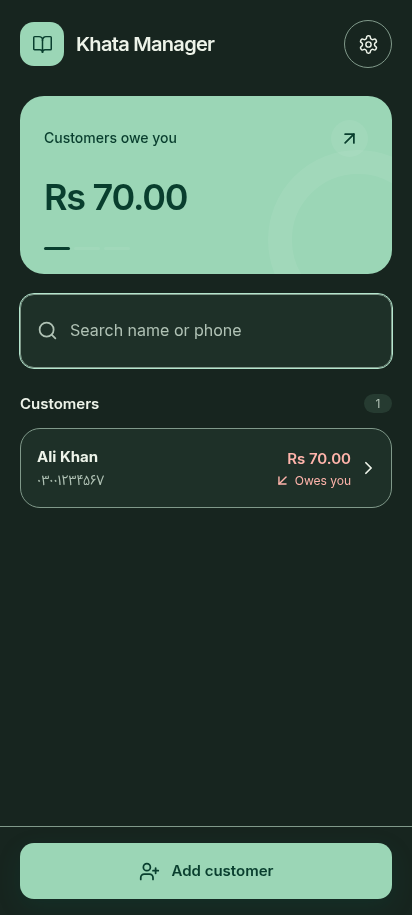 Khata Manager
Customers owe you
Rs 70.00
Search name or phone
Customers
1
Ali Khan
Rs 70.00
۰۳۰۰۱۲۳۴۵۶۷
Owes you
Add customer